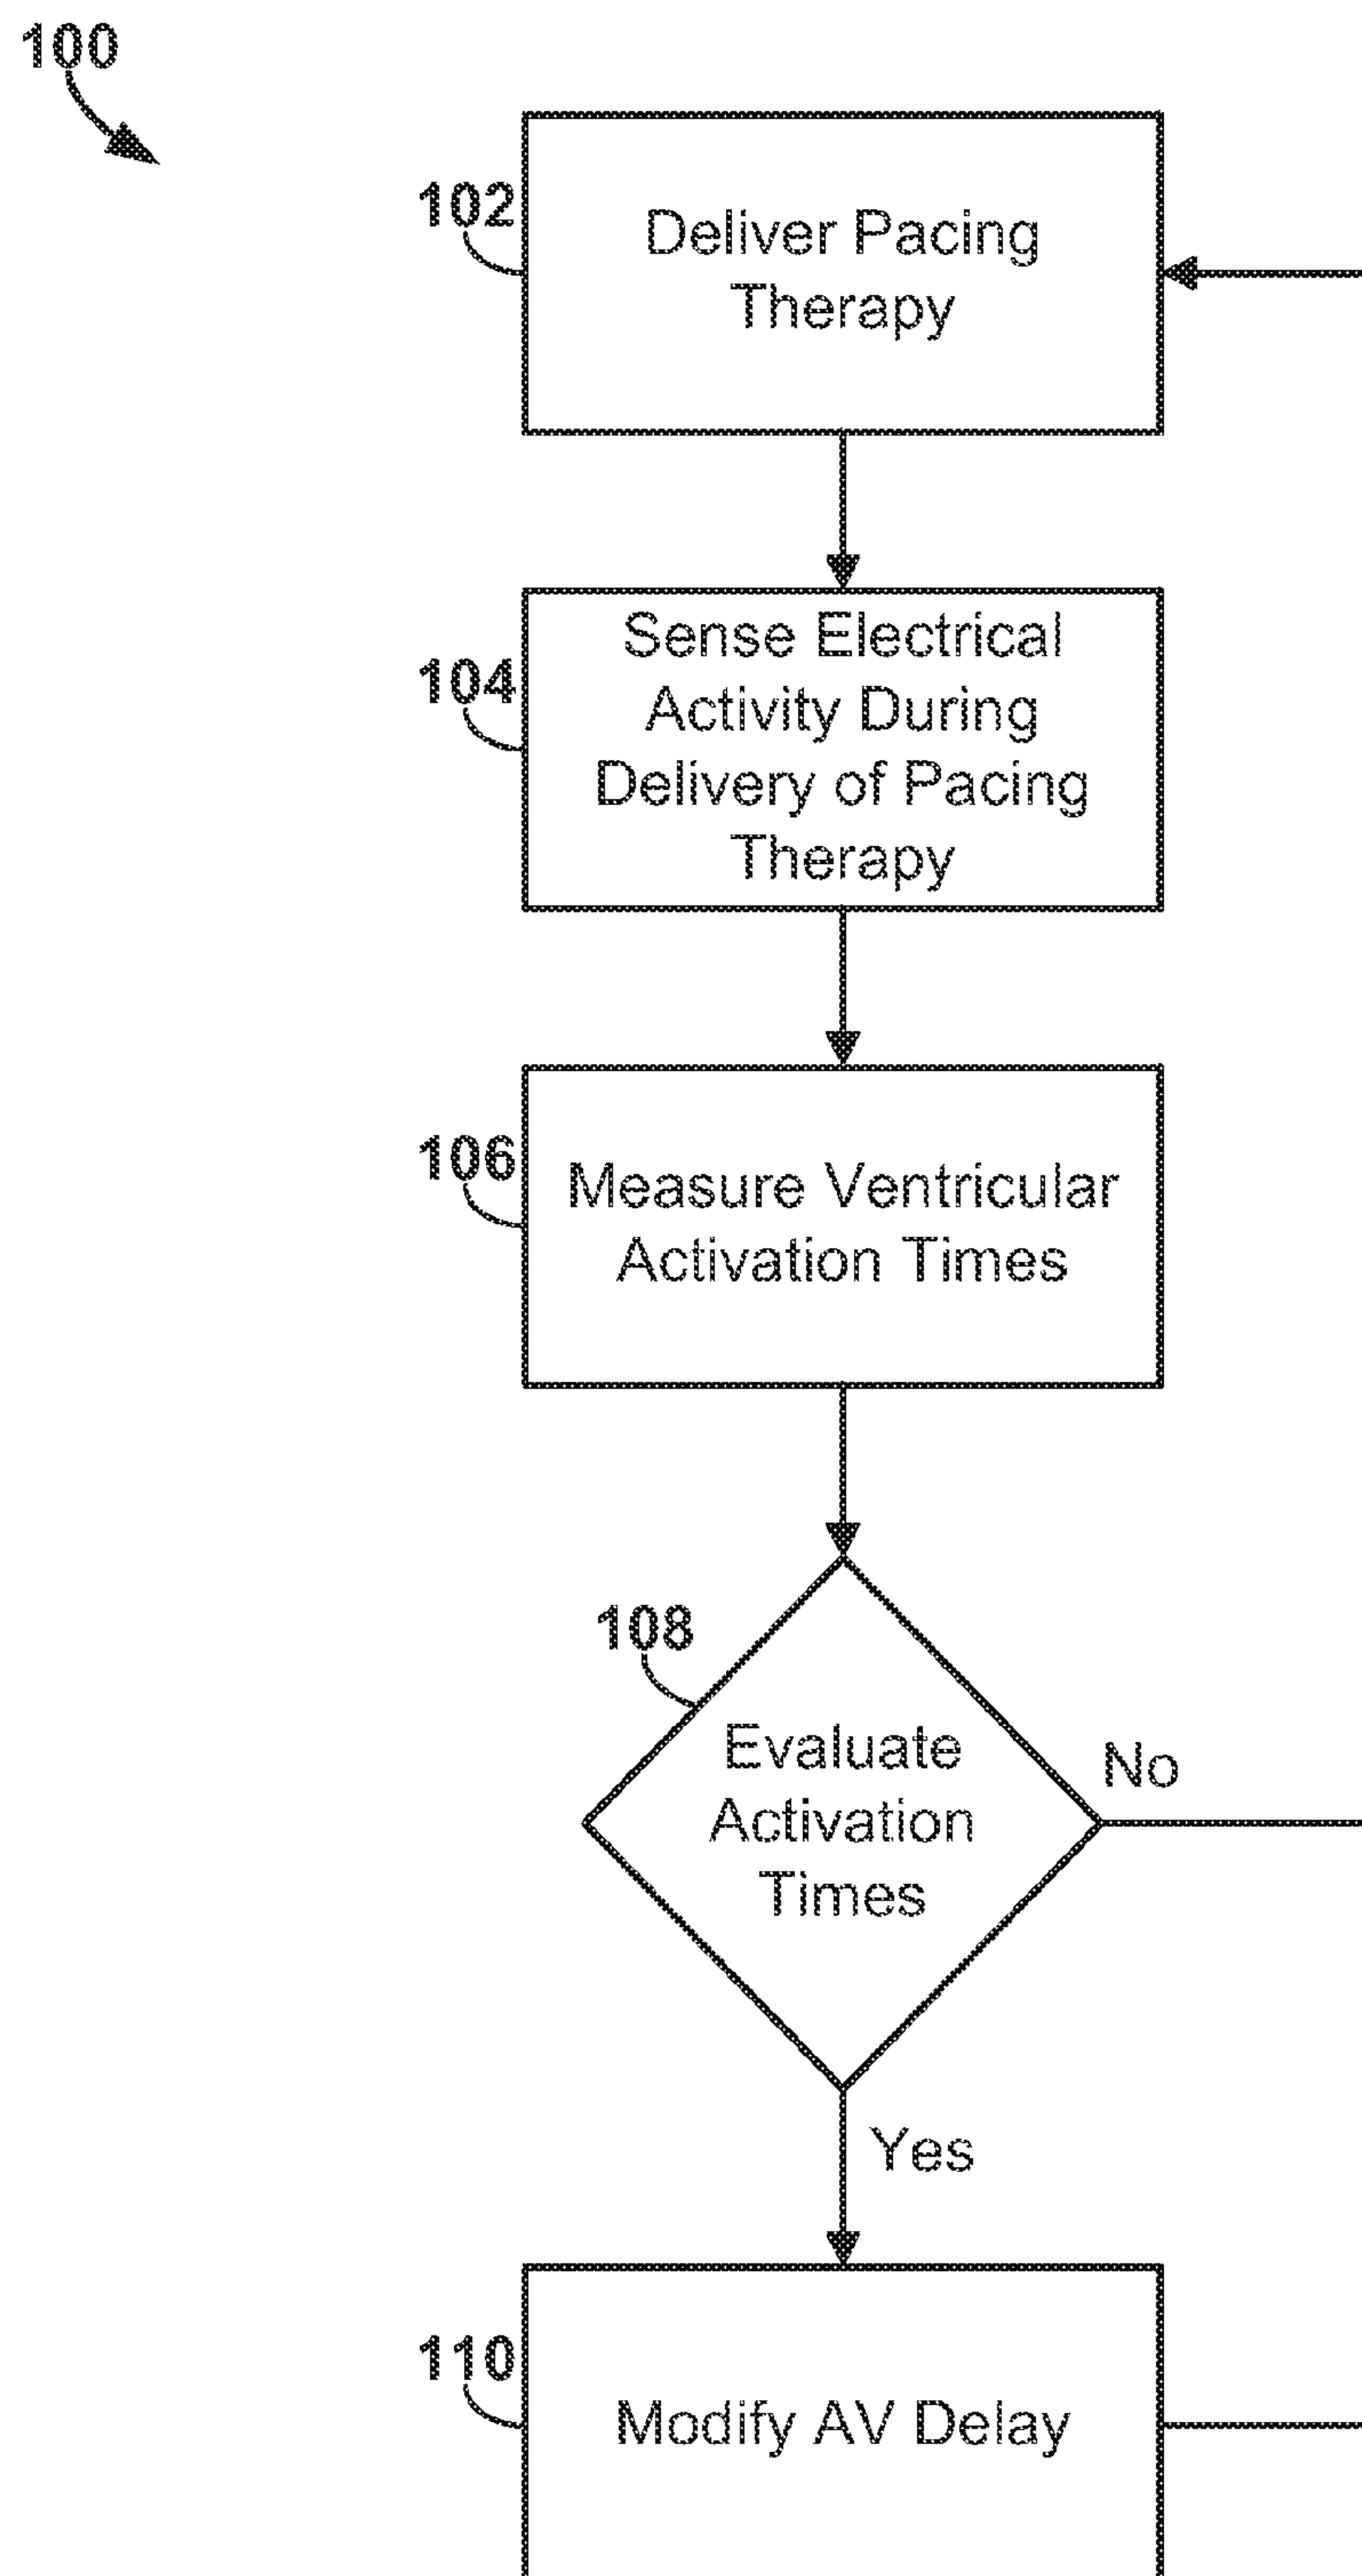 100
102
Deliver Pacing
Therapy
104
Sense Electrical
Activity During
Delivery of Pacing
Therapy
106
Measure Ventricular
Activation Times
108
Evaluate
Activation
Times
No
Yes
110
Modify AV Delay